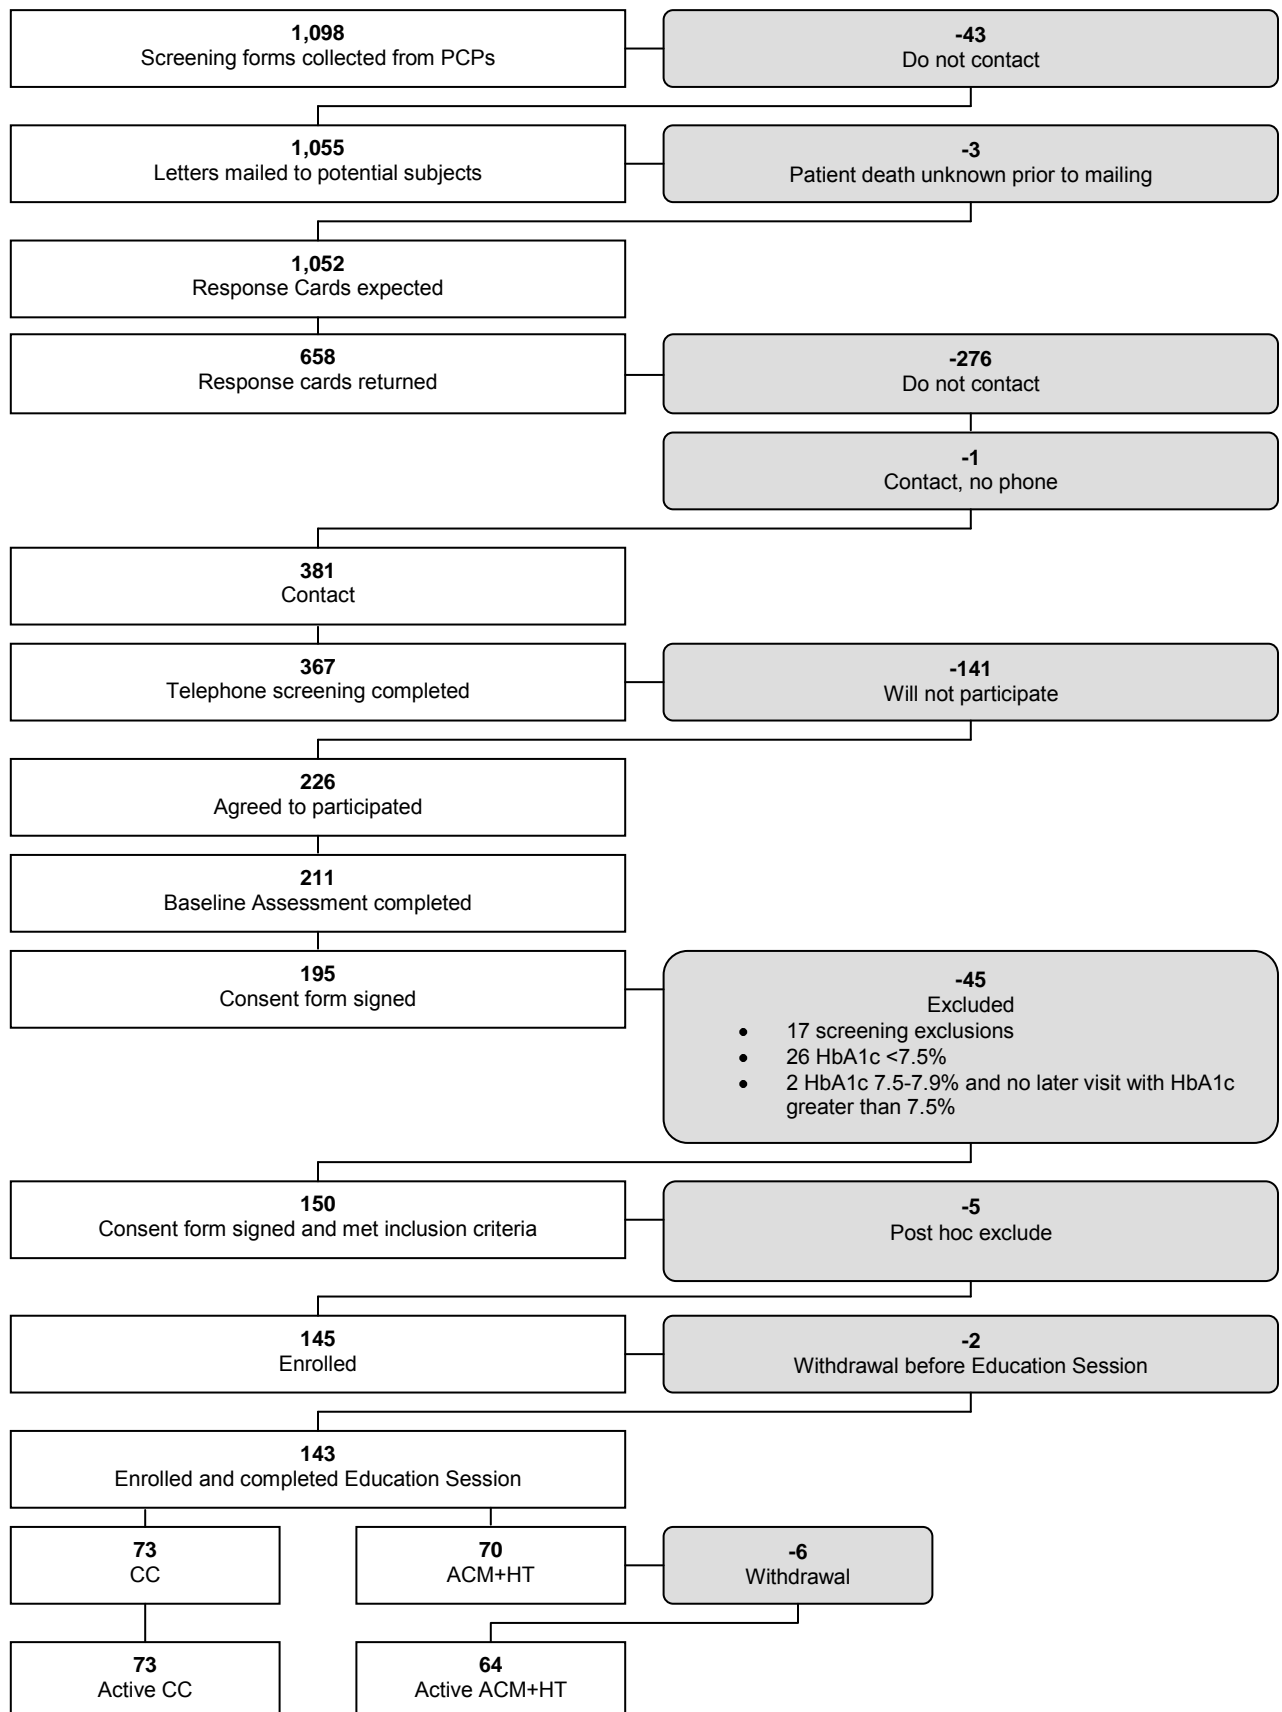 1,098
Screening forms collected from PCPs
-43
Do not contact
1,055
Letters mailed to potential subjects
-3
Patient death unknown prior to mailing
1,052
Response Cards expected
658
Response cards returned
-276
Do not contact
-1
Contact, no phone
381
Contact
367
Telephone screening completed
-141
Will not participate
226
Agreed to participated
211
Baseline Assessment completed
195
Consent form signed
-45
Excluded
• 17 screening exclusions
• 26 HbA1c <7.5%
• 2 HbA1c 7.5-7.9% and no later visit with HbA1c
greater than 7.5%
150
Consent form signed and met inclusion criteria
-5
Post hoc exclude
145
Enrolled
-2
Withdrawal before Education Session
143
Enrolled and completed Education Session
73
CC
70
ACM+HT
-6
Withdrawal
73
Active CC
64
Active ACM+HT